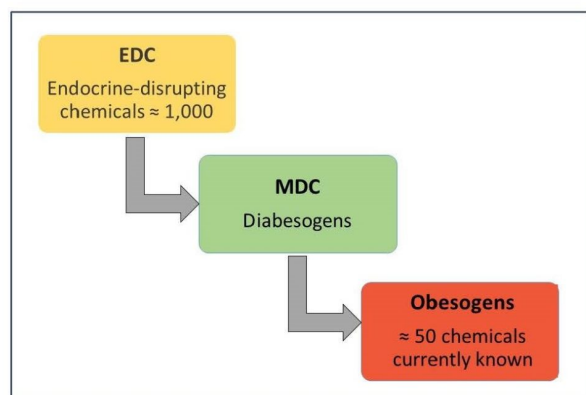 EDC
Endocrine-disrupting
chemicals ≈ 1,000
MDC
Diabesogens
Obesogens
≈ 50 chemicals
currently known